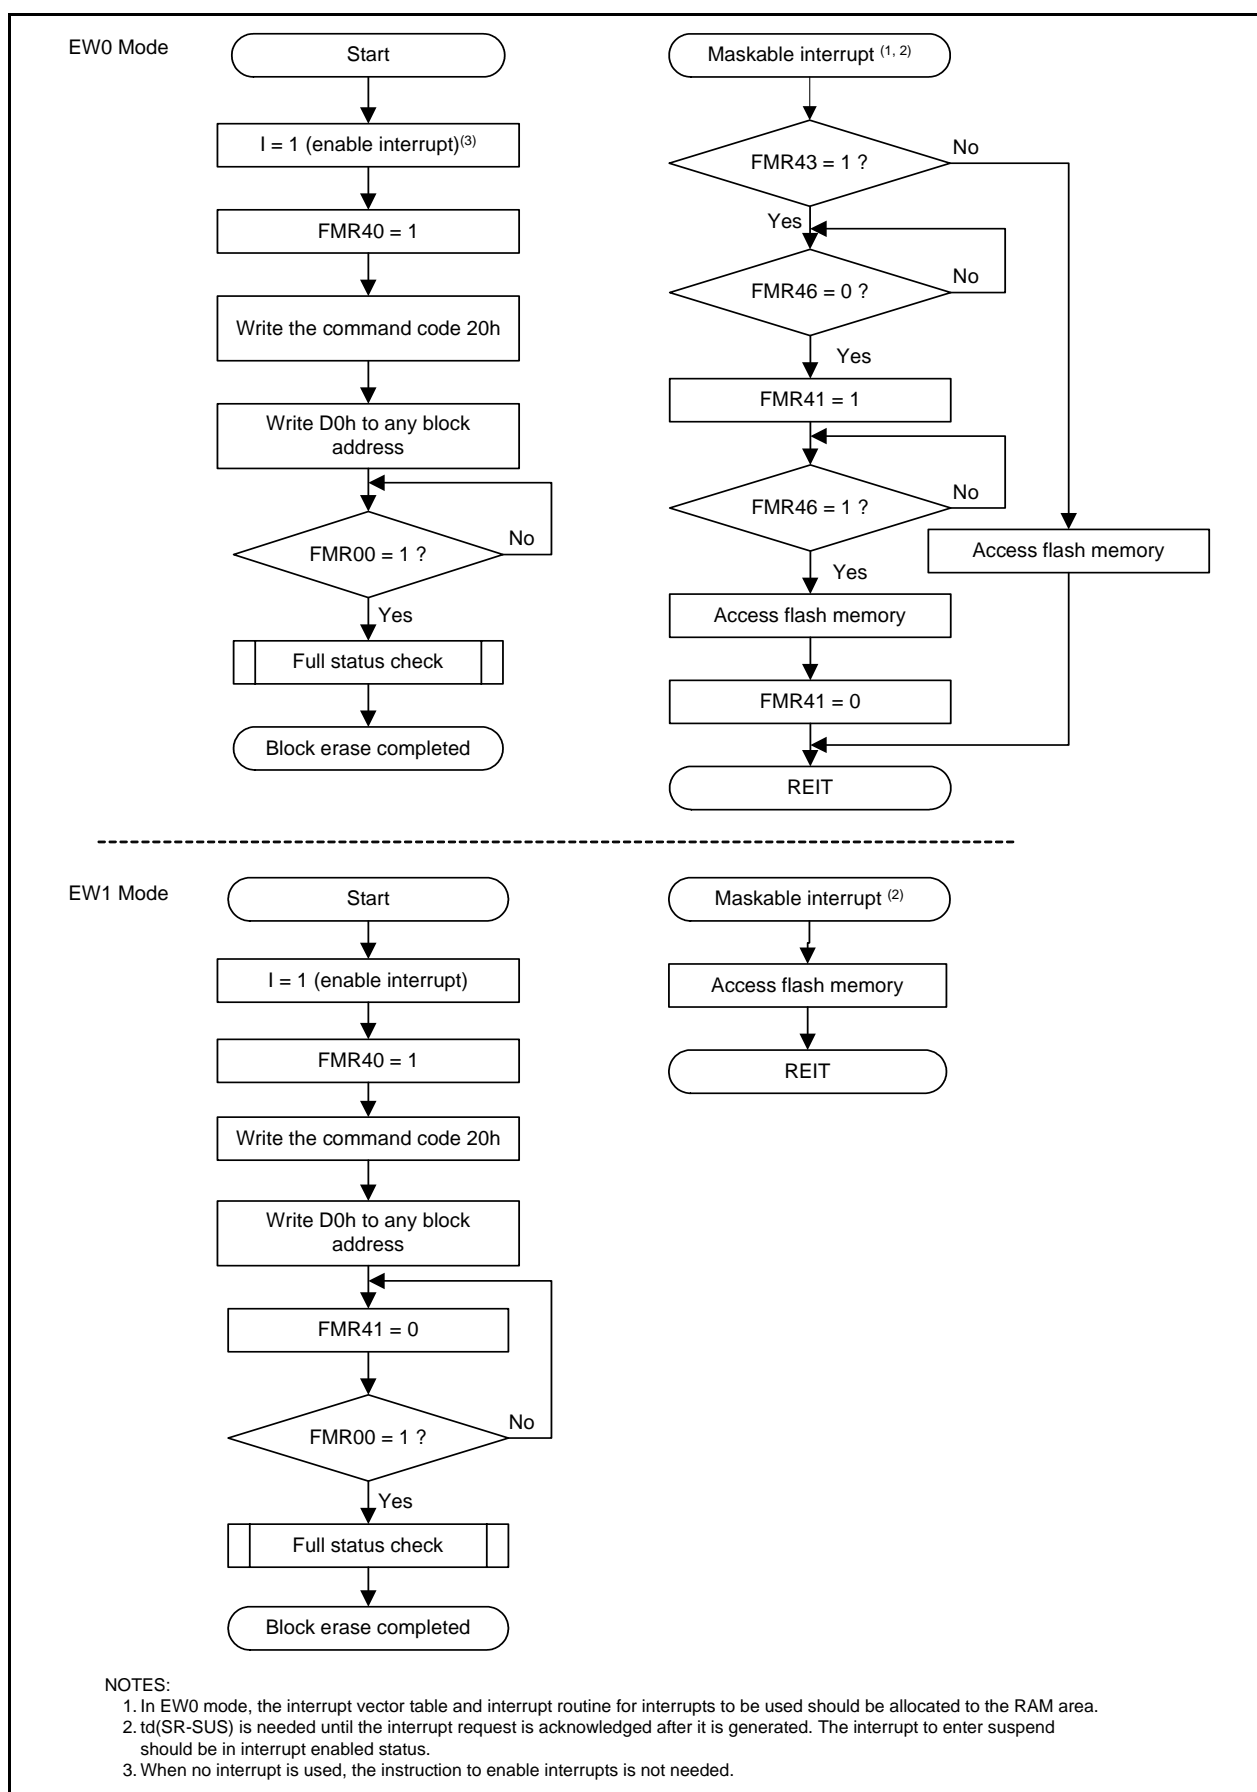 EW0 Mode
Start
I = 1 (enable interrupt)(3)
FMR40 = 1
Write the command code 20h
Write D0h to any block
address
FMR00 = 1 ?
No
Yes
Full status check
Block erase completed
Maskable interrupt (1, 2)
FMR43 = 1 ?
No
Yes
FMR46 = 0 ?
No
Yes
FMR41 = 1
FMR46 = 1 ?
No
Yes
Access flash memory
Access flash memory
FMR41 = 0
REIT
EW1 Mode
Start
I = 1 (enable interrupt)
FMR40 = 1
Write the command code 20h
Write D0h to any block
address
FMR41 = 0
FMR00 = 1 ?
No
Yes
Full status check
Block erase completed
Maskable interrupt (2)
Access flash memory
REIT
NOTES:
1. In EW0 mode, the interrupt vector table and interrupt routine for interrupts to be used should be allocated to the RAM area.
2. td(SR-SUS) is needed until the interrupt request is acknowledged after it is generated. The interrupt to enter suspend
should be in interrupt enabled status.
3. When no interrupt is used, the instruction to enable interrupts is not needed.